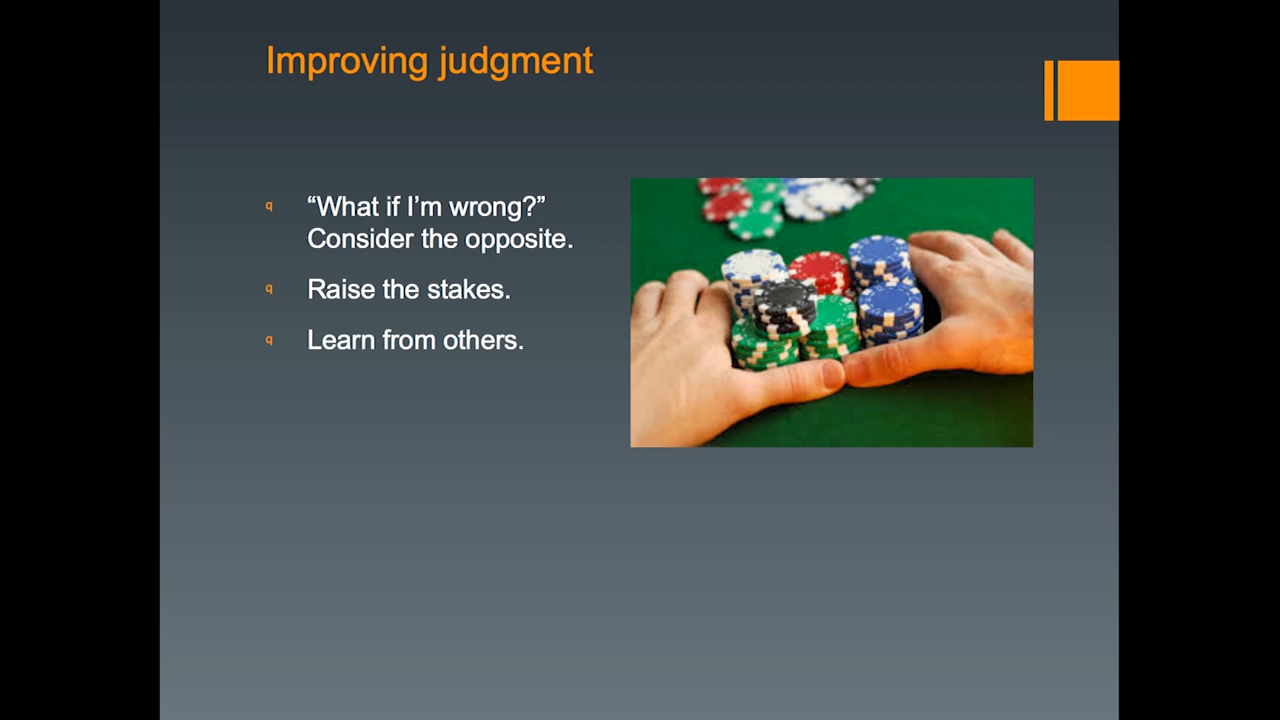 Improving judgment
q “What if I’m wrong?”
Consider the opposite.
q Raise the stakes.
q Learn from others.